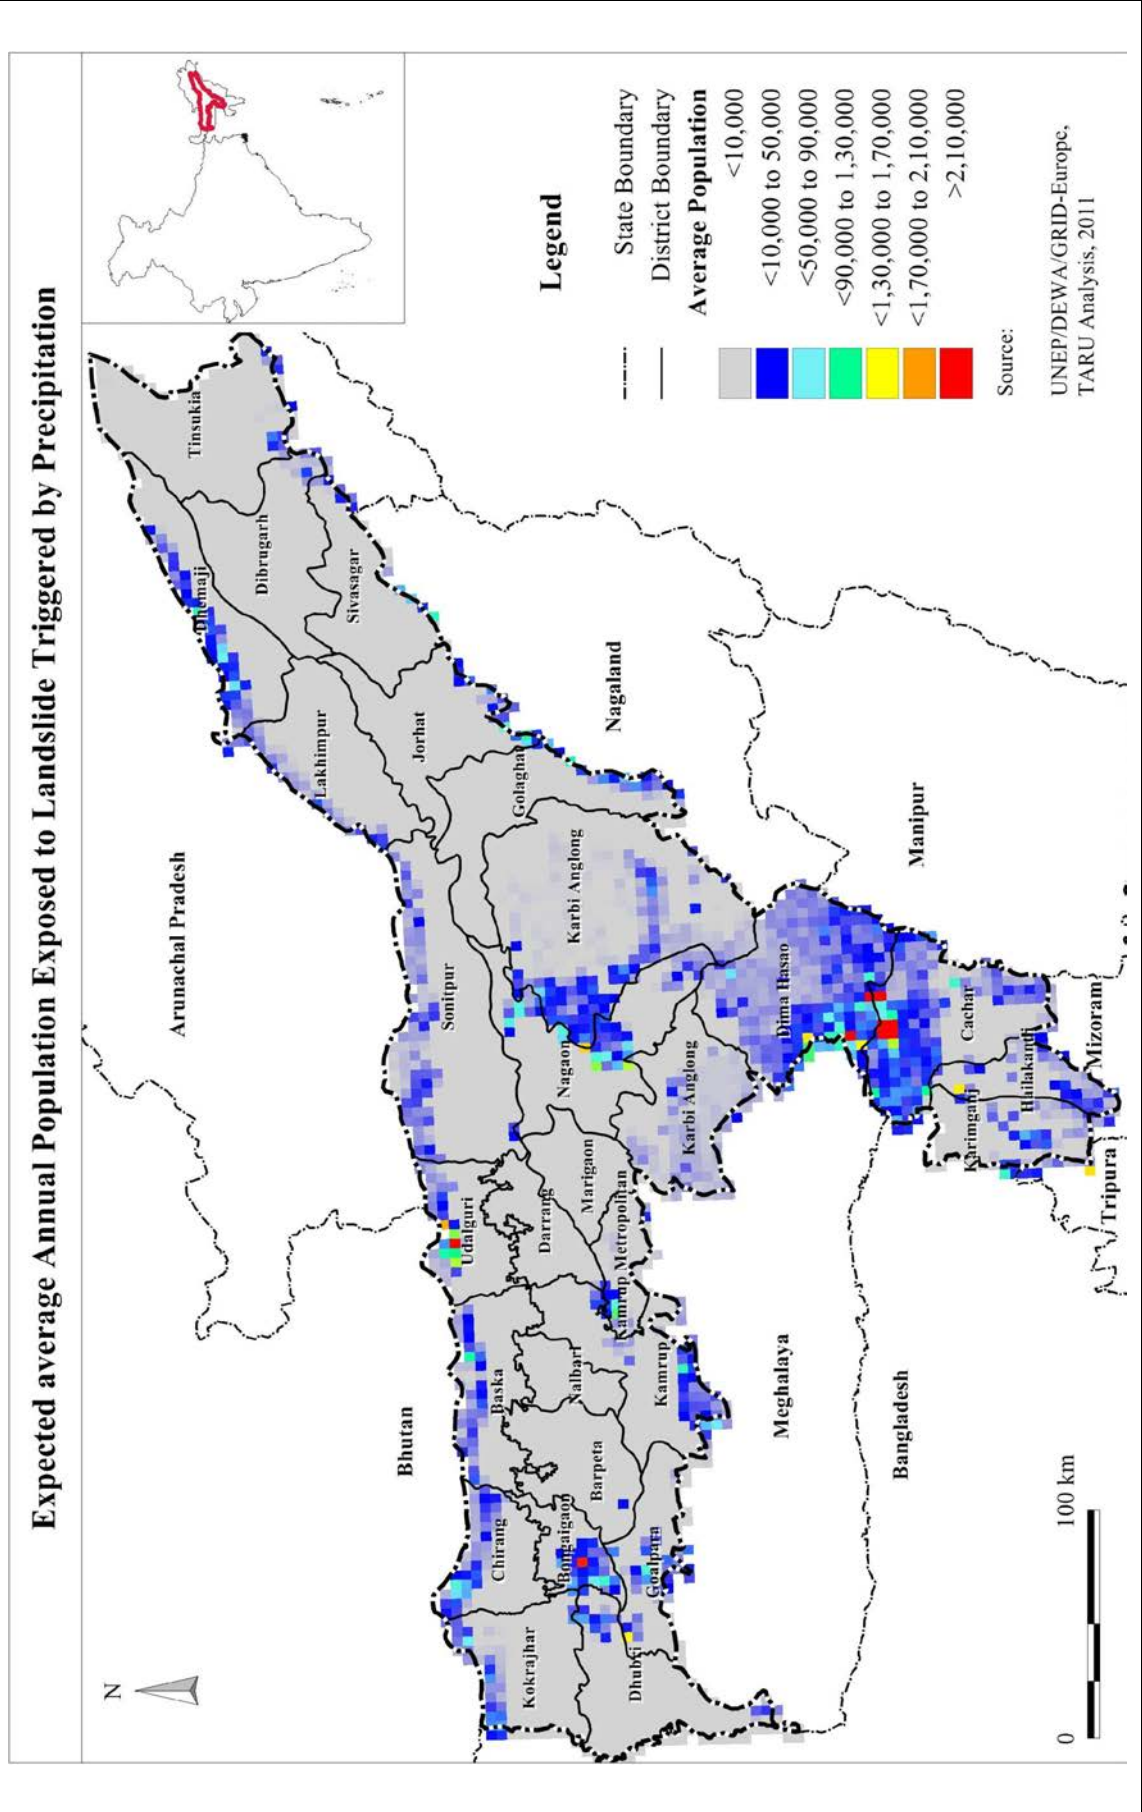 Expected average Annual Population Exposed to Landslide Triggered by Precipitation
N
Arunachal Pradesh
Bhutan
Tinsukia
Dhemaji
Dibrugarh
Sivasagar
Lakhimpur
Jorhat
Golaghat
Nagaland
Sonitpur
Karbi Anglong
Udalguri
Darrang
Marigaon
Nagaon
Kokrajhar
Chirang
Baska
Bongaigaon
Barpeta
Nalbari
Kamrup Metropolitan
Dhubri
Goalpara
Kamrup
Karbi Anglong
Dima Hasao
Manipur
Meghalaya
Bangladesh
Cachar
Karimganj
Hailakandi
Tripura
Mizoram
0
100 km
Legend
State Boundary
District Boundary
Average Population
<10,000
<10,000 to 50,000
<50,000 to 90,000
<90,000 to 1,30,000
<1,30,000 to 1,70,000
<1,70,000 to 2,10,000
>2,10,000
Source:
UNEP/DEWA/GRID-Europe,
TARU Analysis, 2011